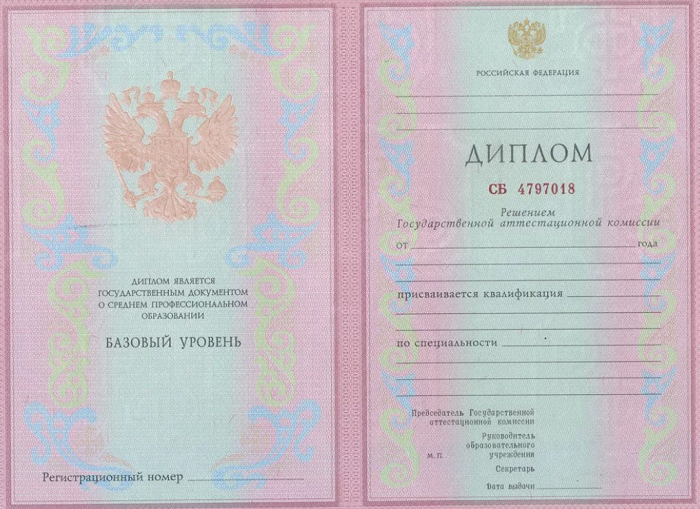 ДИПЛОМ ЯВЛЯЕТСЯ
ГОСУДАРСТВЕННЫМ ДОКУМЕНТОМ
О СРЕДНЕМ ПРОФЕССИОНАЛЬНОМ
ОБРАЗОВАНИИ
БАЗОВЫЙ УРОВЕНЬ
Регистрационный номер
РОССИЙСКАЯ ФЕДЕРАЦИЯ
ДИПЛОМ
СБ 4797018
Решением
Государственной аттестационной комиссии
от года
присваивается квалификация
по специальности
Председатель Государственной
аттестационной комиссии
Руководитель
образовательного
М.П. учреждения
Секретарь
Дата выдачи